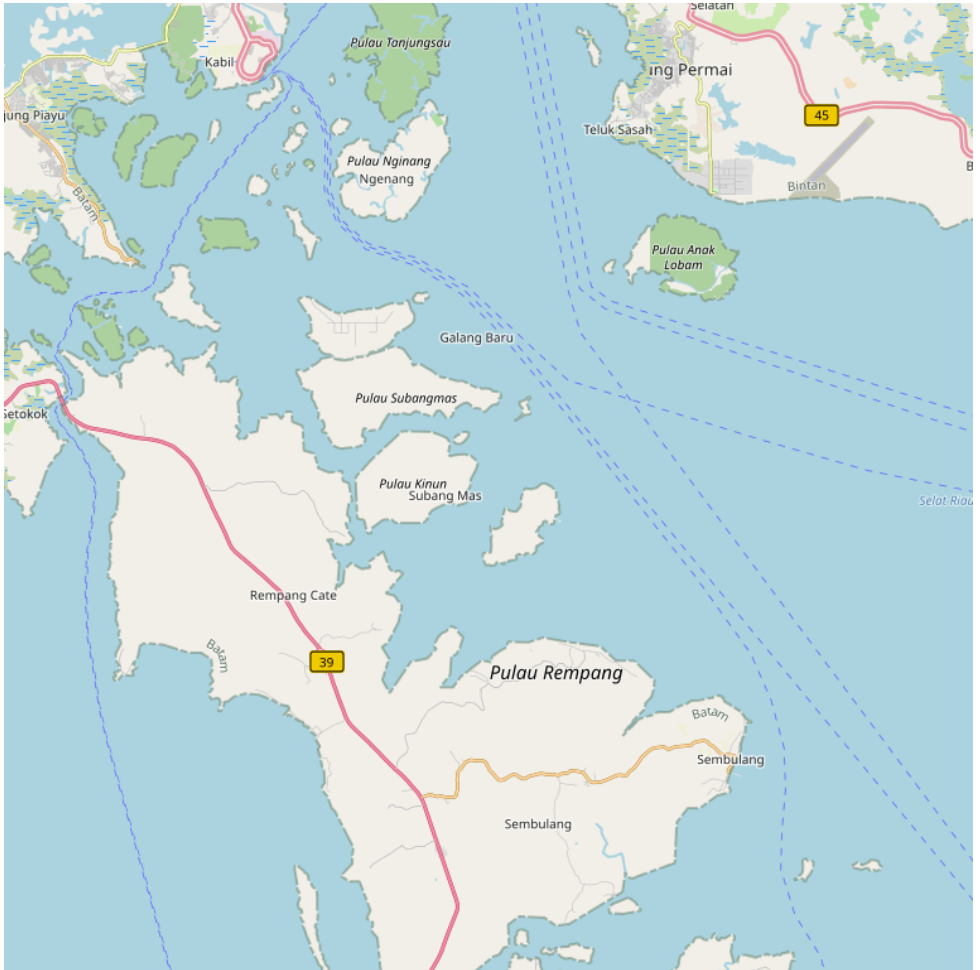 Selatan
Pulau Tanjungsau
Kabil
ıng Permai
45
jung Piayu
Teluk Sasah
Pulau Nginang
Ngenang
Bintan
B
Batam
Pulau Anak
Lobam
Galang Baru
Pulau Subangmas
Setokok
Pulau Kinun
Subang Mas
Selat Riau
Rempang Cate
Batam
39
Pulau Rempang
Batam
Sembulang
Sembulang